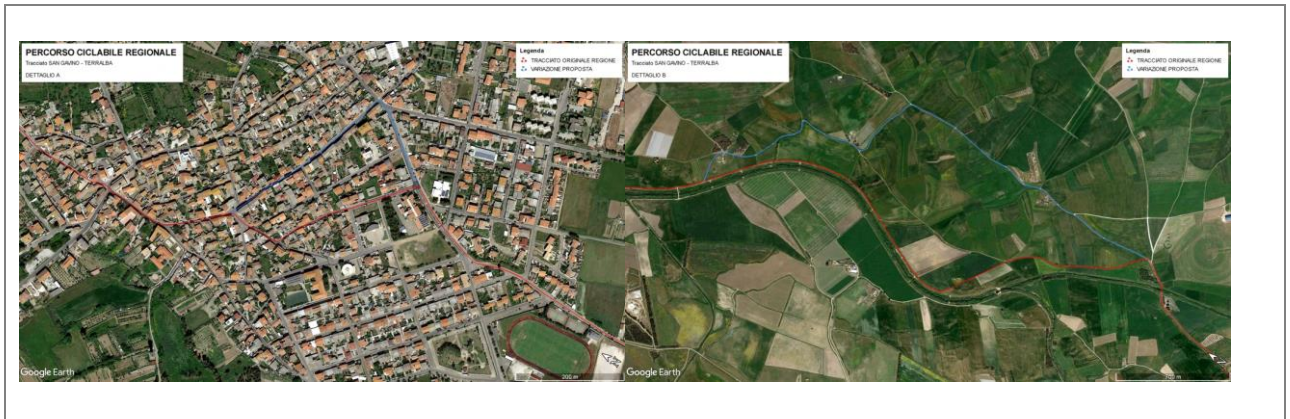 PERCORSO CICLABILE REGIONALE
Tracciato SAN GAVINO - TERRALBA
DETTAGLIO A
Legenda
TRACCIATO ORIGINALE REGIONE
VARIAZIONE PROPOSTA
Google Earth
200 m
PERCORSO CICLABILE REGIONALE
Tracciato SAN GAVINO - TERRALBA
DETTAGLIO B
Legenda
TRACCIATO ORIGINALE REGIONE
VARIAZIONE PROPOSTA
Google Earth